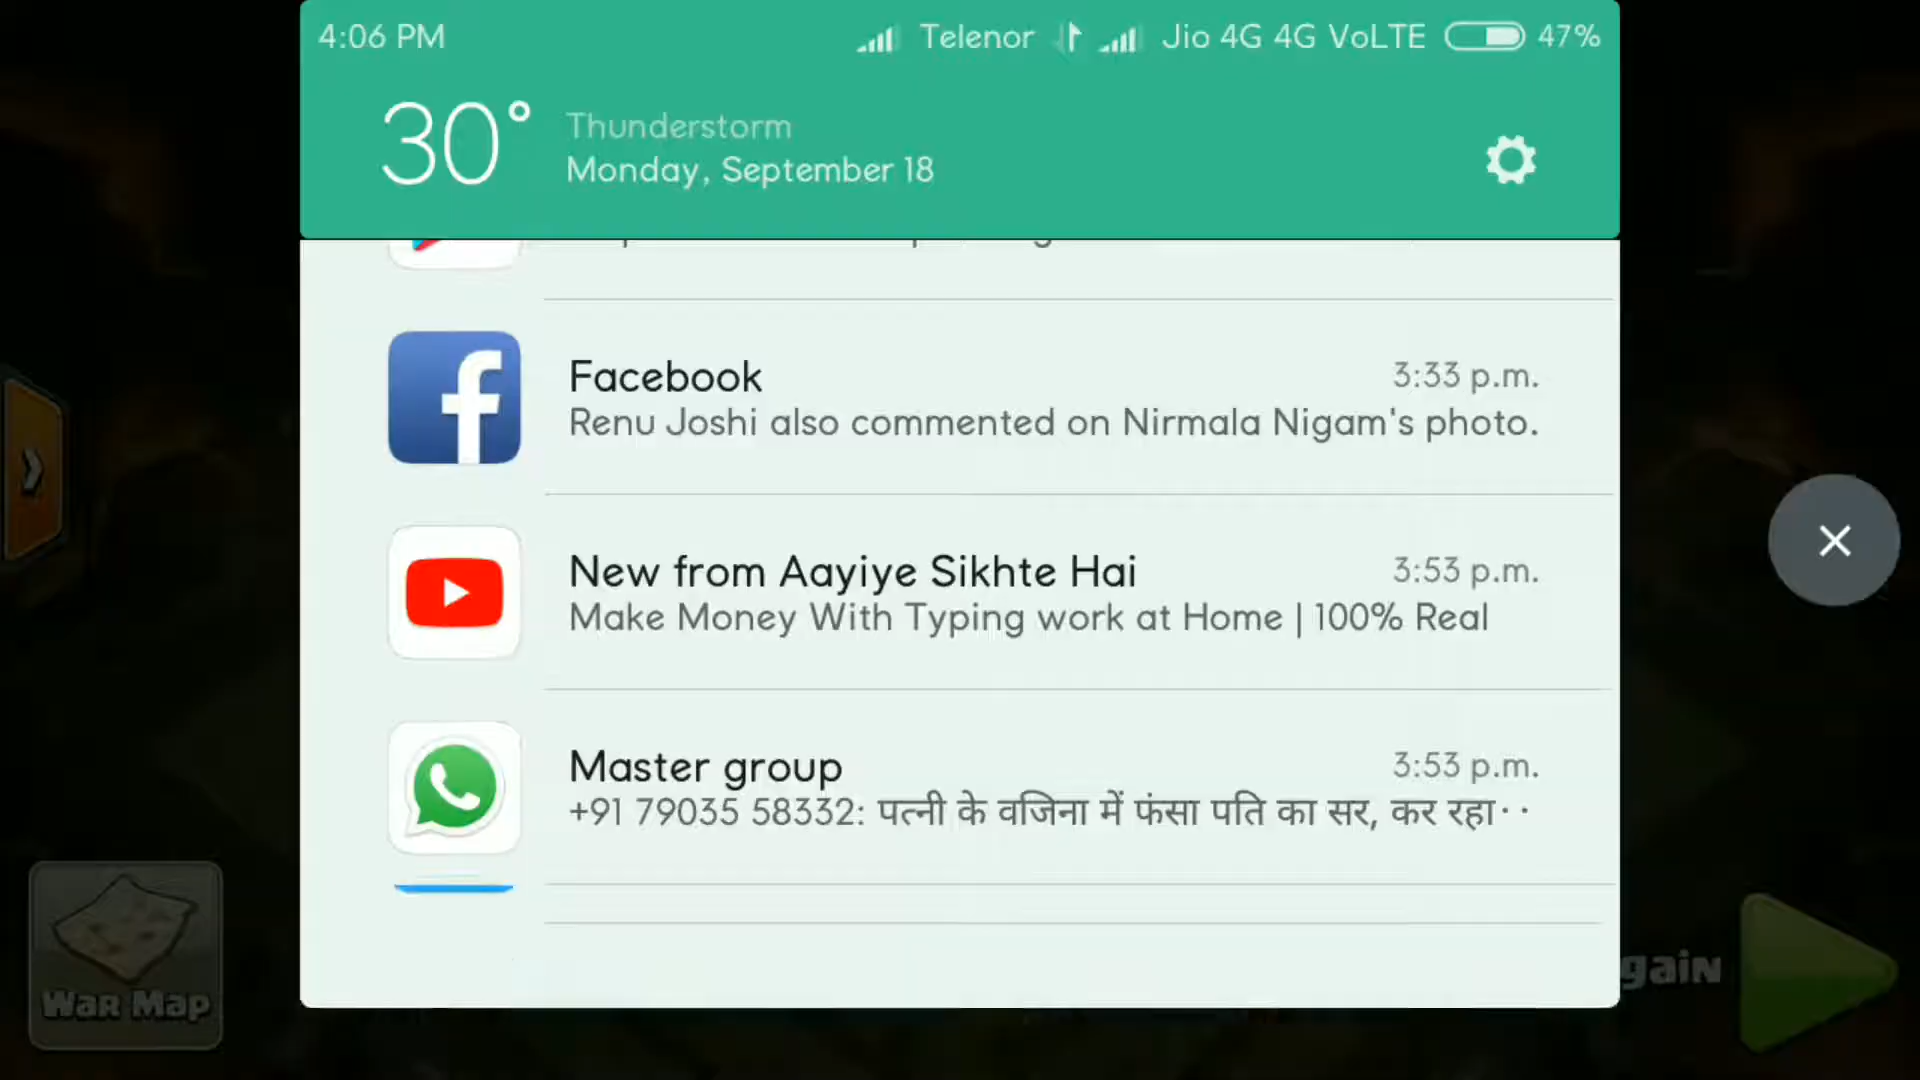 4:06 PM
Telenor
Jio 4G 4G VoLTE
47%
30°
Thunderstorm
Monday, September 18
Facebook
3:33 p.m.
Renu Joshi also commented on Nirmala Nigam's photo.
New from Aayiye Sikhte Hai
3:53 p.m.
Make Money With Typing work at Home | 100% Real
Master group
3:53 p.m.
+91 79035 58332: पत्नी के वजिना में फंसा पति का सर, कर रहा··
War Map
gain